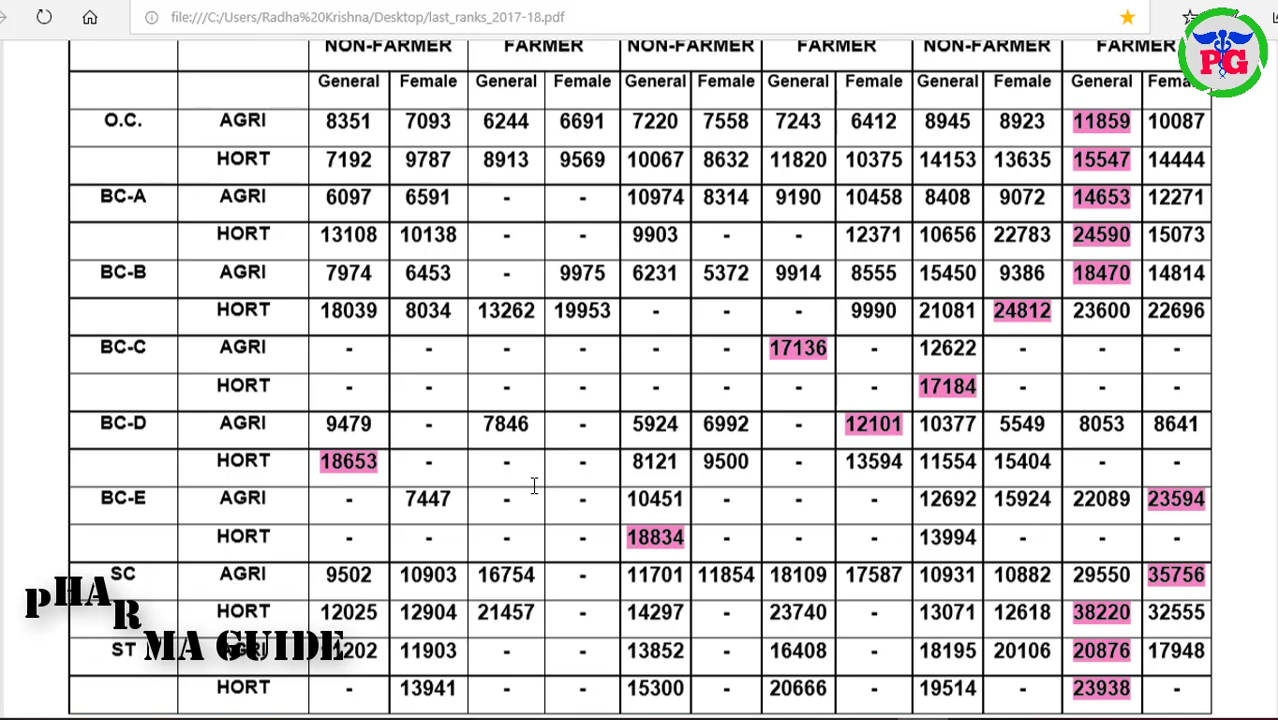 file:///C:/Users/Radha%20Krishna/Desktop/last_ranks_2017-18.pdf
PG
NON-FARMER FARMER NON-FARMER FARMER NON-FARMER FARMER
General Female General Female General Female General Female General Female General
O.C. AGRI 8351 7093 6244 6691 7220 7558 7243 6412 8945 8923 11859 10087
HORT 7192 9787 8913 9569 10067 8632 11820 10375 14153 13635 15547 14444
BC-A AGRI 6097 6591 - - 10974 8314 9190 10458 8408 9072 14653 12271
HORT 13108 10138 - - 9903 - - 12371 10656 22783 24590 15073
BC-B AGRI 7974 6453 - 9975 6231 5372 9914 8555 15450 9386 18470 14814
HORT 18039 8034 13262 19953 - - - 9990 21081 24812 23600 22696
BC-C AGRI - - - - - - 17136 - 12622 - - -
HORT - - - - - - - - 17184 - - -
BC-D AGRI 9479 - 7846 - 5924 6992 - 12101 10377 5549 8053 8641
HORT 18653 - - - 8121 9500 - 13594 11554 15404 - -
BC-E AGRI - 7447 - - 10451 - - - 12692 15924 22089 23594
HORT - - - - 18834 - - - 13994 - - -
SC AGRI 9502 10903 16754 - 11701 11854 18109 17587 10931 10882 29550 35756
HORT 12025 12904 21457 - 14297 - 23740 - 13071 12618 38220 32555
ST 11903 - - 13852 - 16408 - 18195 20106 20876 17948
HORT - 13941 - - 15300 - 20666 - 19514 - 23938 -
pHARMA GUIDE